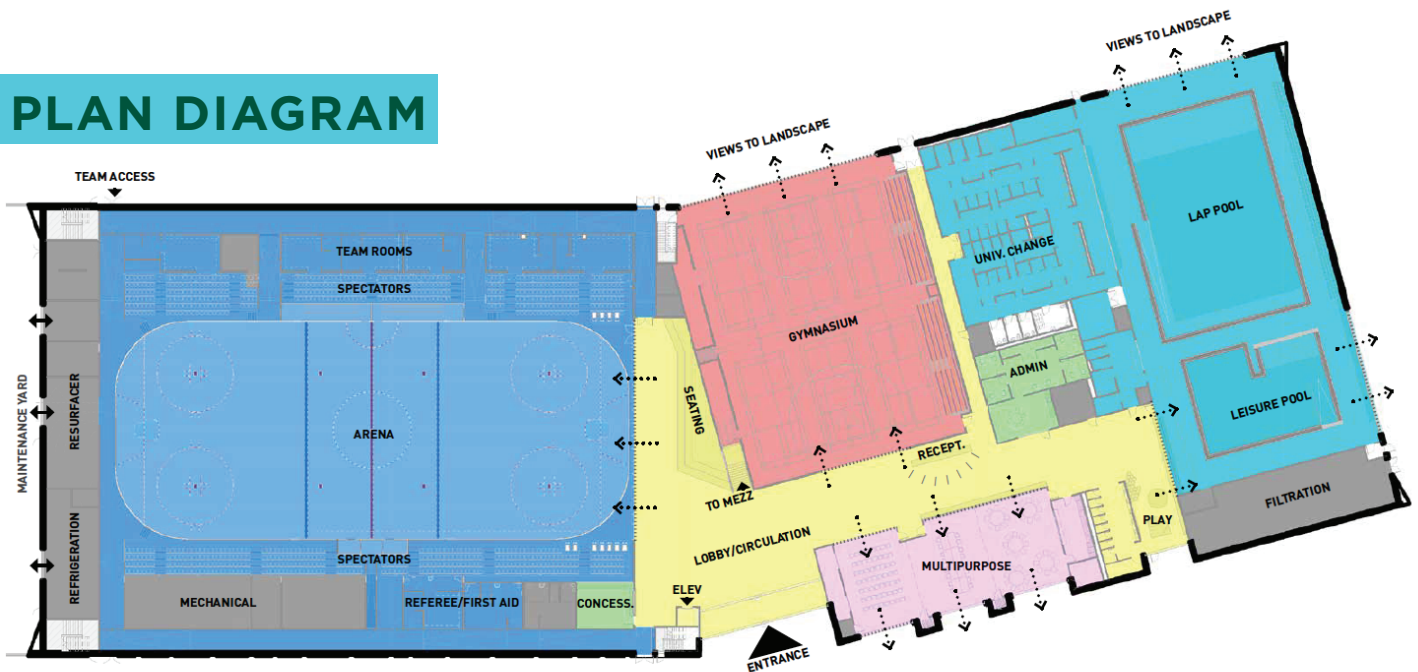 PLAN DIAGRAM
VIEWS TO LANDSCAPE
VIEWS TO LANDSCAPE
TEAM ACCESS
TEAM ROOMS
SPECTATORS
LAP POOL
UNIV. CHANGE
GYMNASIUM
ADMIN
SEATING
LEISURE POOL
MAINTENANCE YARD
RESURFACER
ARENA
RECEPT.
TO MEZZ
FILTRATION
PLAY
LOBBY/CIRCULATION
SPECTATORS
MULTIPURPOSE
REFRIGERATION
MECHANICAL
REFEREE/FIRST AID
CONCESS.
ELEV
ENTRANCE